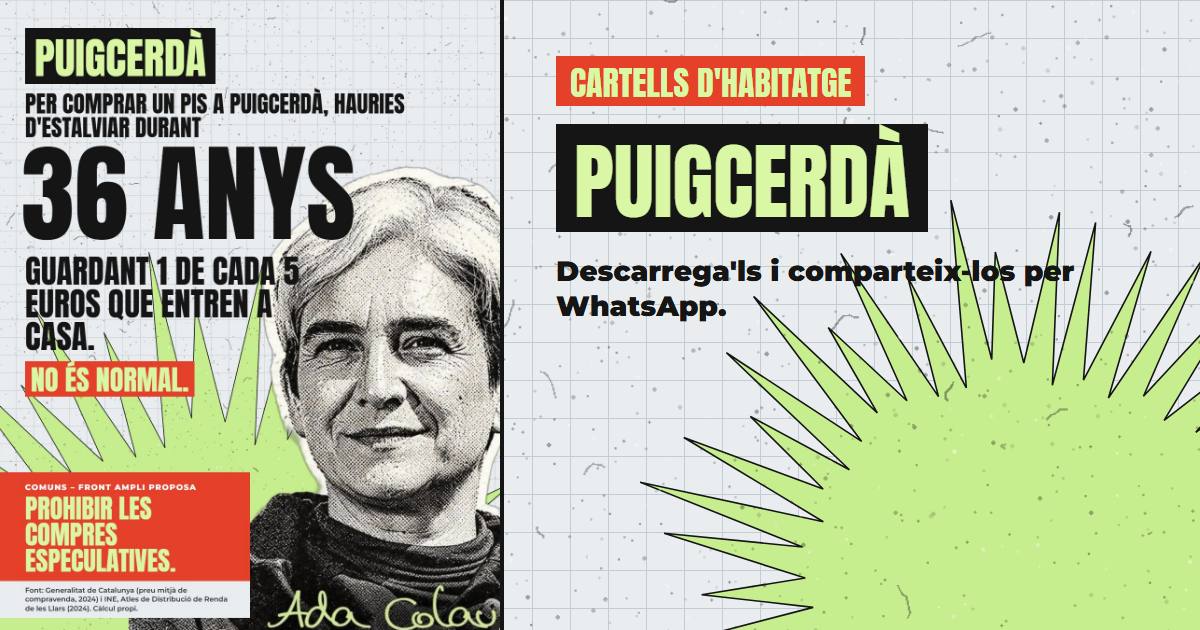 PUIGCERDÀ
PER COMPRAR UN PIS A PUIGCERDÀ, HAURIES
D'ESTALVIAR DURANT
36 ANYS
GUARDANT 1 DE CADA 5
EUROS QUE ENTREN A
CASA.
NO ÉS NORMAL.
COMUNS – FRONT AMPLI PROPOSA
PROHIBIR LES
COMPRES
ESPECULATIVES.
Font: Generalitat de Catalunya (preu mitjà de
compravenda, 2024) i INE, Atles de Distribució de Renda
de les Llars (2024). Càlcul propi.
Ada Colau
CARTELLS D'HABITATGE
PUIGCERDÀ
Descarrega'ls i comparteix-los per
WhatsApp.